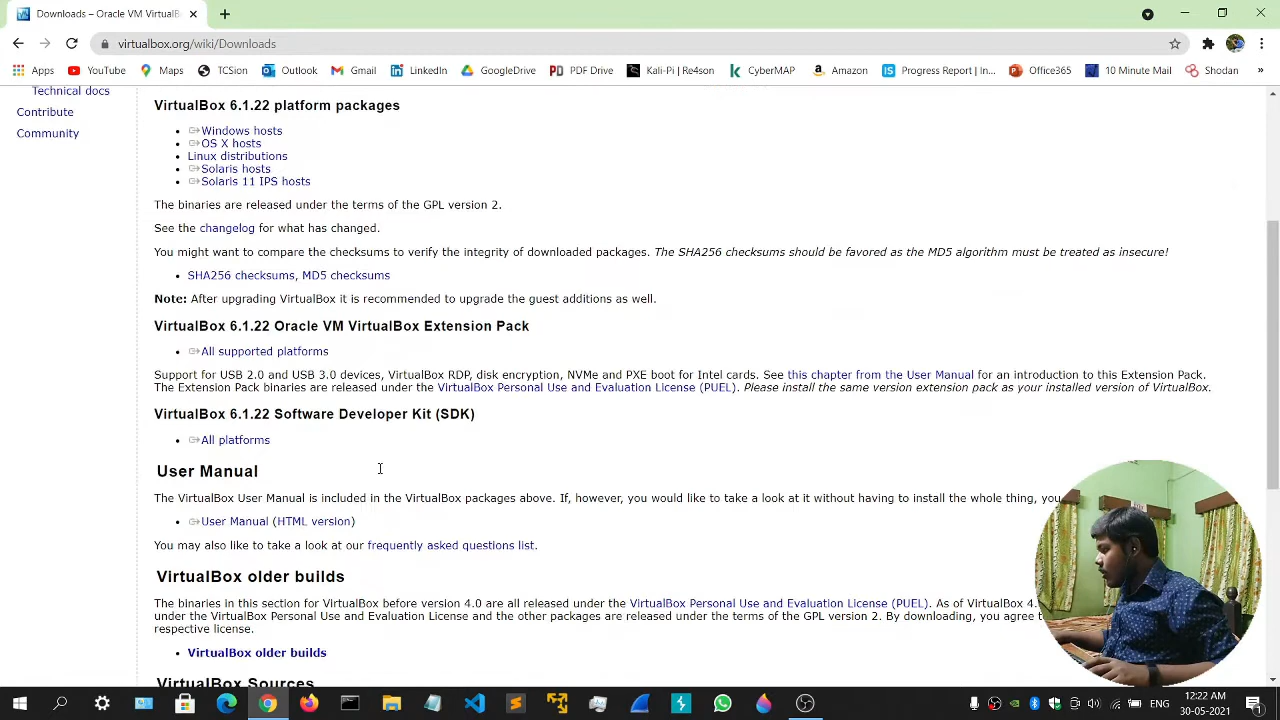 Downloads – Oracle VM VirtualBox
virtualbox.org/wiki/Downloads
Apps YouTube Maps TCSion Outlook Gmail LinkedIn GoogleDrive PDF Drive Kali-Pi / Re4son CyberMAP Amazon Progress Report | In... Office365 10 Minute Mail Shodan »
Technical docs
Contribute
Community
VirtualBox 6.1.22 platform packages
Windows hosts
OS X hosts
Linux distributions
Solaris hosts
Solaris 11 IPS hosts
The binaries are released under the terms of the GPL version 2.
See the changelog for what has changed.
You might want to compare the checksums to verify the integrity of downloaded packages. The SHA256 checksums should be favored as the MD5 algorithm must be treated as insecure!
SHA256 checksums, MD5 checksums
Note: After upgrading VirtualBox it is recommended to upgrade the guest additions as well.
VirtualBox 6.1.22 Oracle VM VirtualBox Extension Pack
All supported platforms
Support for USB 2.0 and USB 3.0 devices, VirtualBox RDP, disk encryption, NVMe and PXE boot for Intel cards. See this chapter from the User Manual for an introduction to this Extension Pack.
The Extension Pack binaries are released under the VirtualBox Personal Use and Evaluation License (PUEL). Please install the same version extension pack as your installed version of VirtualBox.
VirtualBox 6.1.22 Software Developer Kit (SDK)
All platforms
User Manual
The VirtualBox User Manual is included in the VirtualBox packages above. If, however, you would like to take a look at it without having to install the whole thing, you
User Manual (HTML version)
You may also like to take a look at our frequently asked questions list.
VirtualBox older builds
The binaries in this section for VirtualBox before version 4.0 are all released under the VirtualBox Personal Use and Evaluation License (PUEL). As of VirtualBox 4.
under the VirtualBox Personal Use and Evaluation License and the other packages are released under the terms of the GPL version 2. By downloading, you agree
respective license.
VirtualBox older builds
VirtualBox Sources
ENG
12:22 AM
30-05-2021